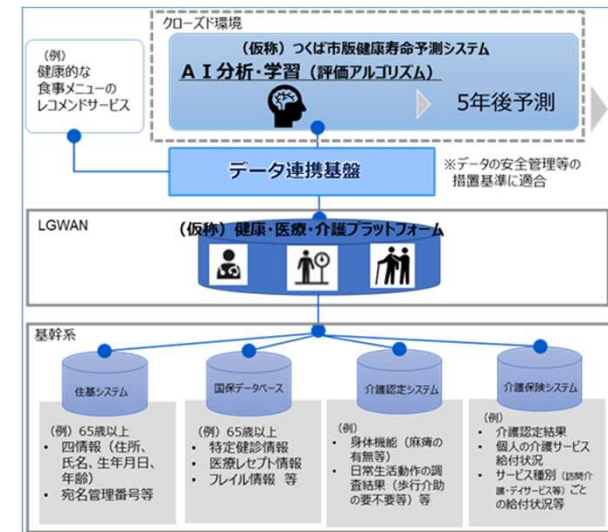 クローズド環境
(例)
健康的な
食事メニューの
レコメンドサービス
(仮称)つくば市版健康寿命予測システム
AI分析・学習(評価アルゴリズム)
5年後予測
データ連携基盤
※データの安全管理等の
措置基準に適合
LGWAN
(仮称)健康・医療・介護プラットフォーム
基幹系
住基システム
国保データベース
介護認定システム
介護保険システム
(例)65歳以上
• 四情報(住所、
氏名、生年月日、
年齢)
• 宛名管理番号等
(例)65歳以上
• 特定健診情報
• 医療レセプト情報
• フレイル情報 等
(例)
• 身体機能(麻痺の
有無等)
• 日常生活動作の調
査結果(歩行介助
の要不要等)等
(例)
• 介護認定結果
• 個人の介護サービス
給付状況
• サービス種別(訪問介
護・デイサービス等)ごと
の給付状況等